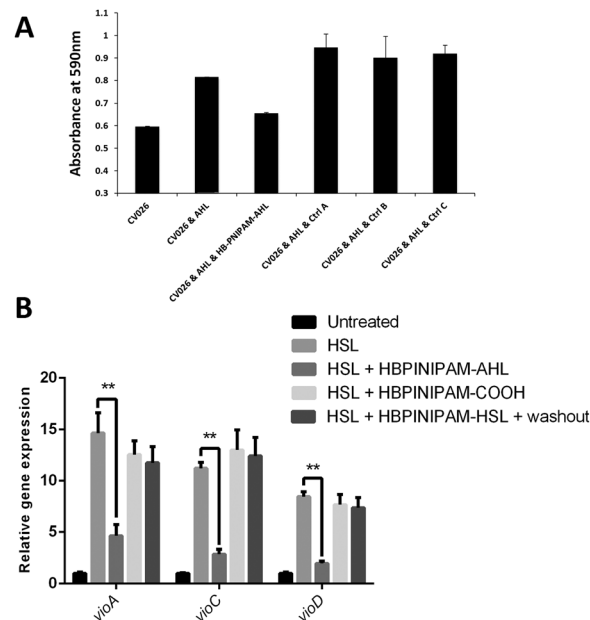 A
Absorbance at 590nm
1.1
1
0.9
0.8
0.7
0.6
0.5
0.4
0.3
CV026
CV026 & AHL
CV026 & AHL & HB-PNIPAM-AHL
CV026 & AHL & Ctrl A
CV026 & AHL & Ctrl B
CV026 & AHL & Ctrl C
B
Untreated
HSL
HSL + HBPINIPAM-AHL
HSL + HBPINIPAM-COOH
HSL + HBPINIPAM-HSL + washout
Relative gene expression
20
15
10
5
0
**
**
**
vioA
vioC
vioD